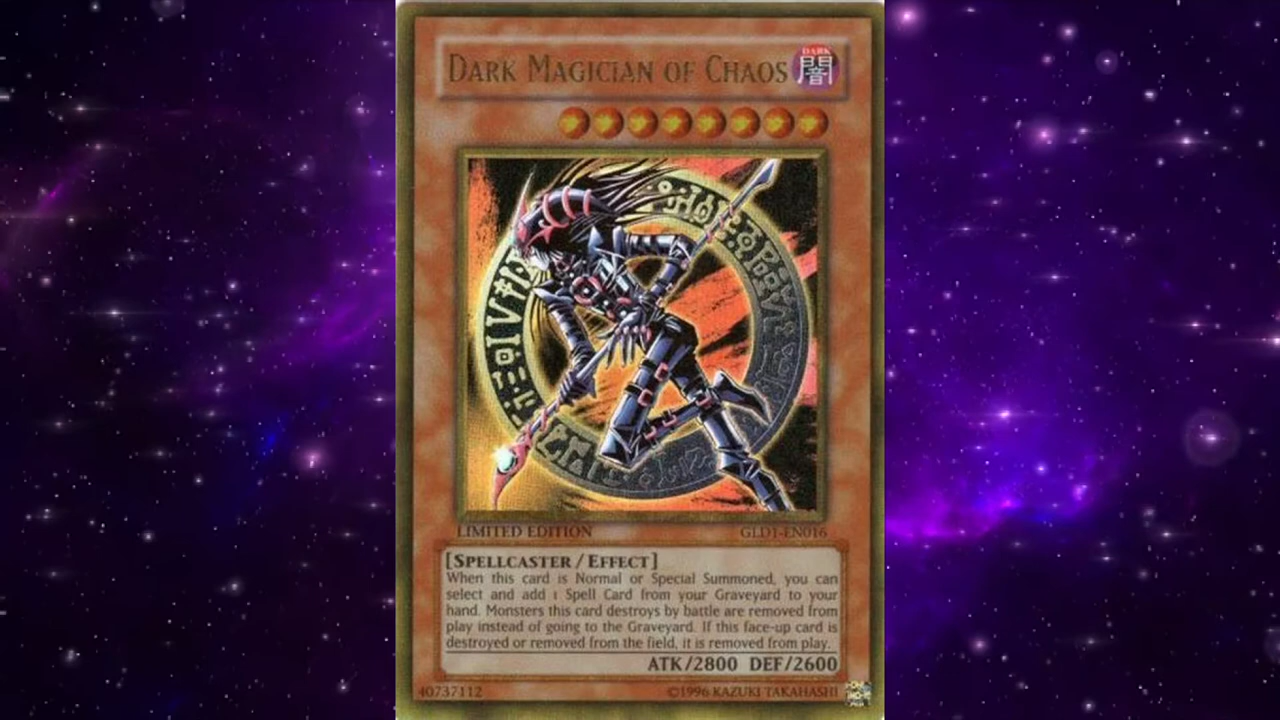 DARK MAGICIAN OF CHAOS
DARK
闇
LIMITED EDITION GLD1-EN016
[SPELLCASTER / EFFECT]
When this card is Normal or Special Summoned, you can
select and add 1 Spell Card from your Graveyard to your
hand. Monsters this card destroys by battle are removed from
play instead of going to the Graveyard. If this face-up card is
destroyed or removed from the field, it is removed from play.
ATK/2800 DEF/2600
40737112 ©1996 KAZUKI TAKAHASHI